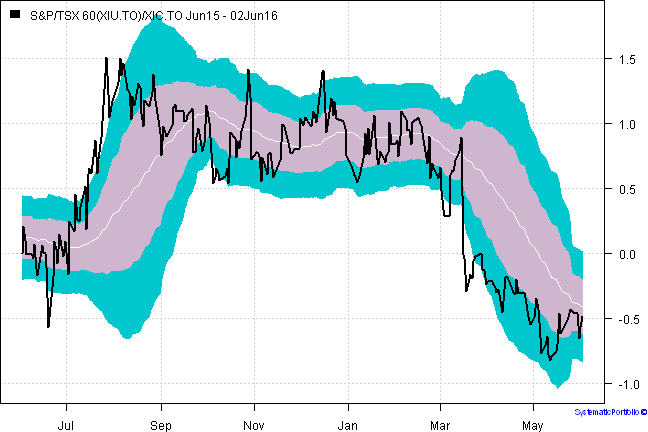 S&P/TSX 60(XIU.TO)/XIC.TO Jun15 - 02Jun16
1.5
1.0
0.5
0.0
-0.5
-1.0
Jul Sep Nov Jan Mar May
SystematicPortfolio ©